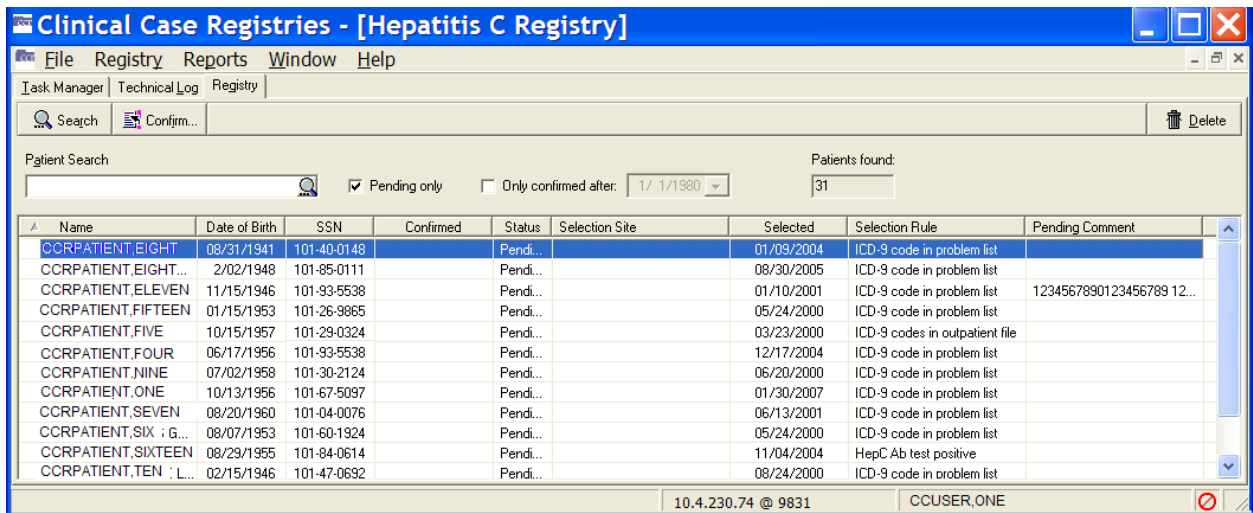 Clinical Case Registries - [Hepatitis C Registry]
File Registry Reports Window Help
Task Manager Technical Log Registry
Search Confirm... Delete
Patient Search Patients found:
Pending only Only confirmed after: 1/ 1/1980 31
Name Date of Birth SSN Confirmed Status Selection Site Selected Selection Rule Pending Comment
CCRPATIENT,EIGHT 08/31/1941 101-40-0148 Pendi... 01/09/2004 ICD-9 code in problem list
CCRPATIENT,EIGHT... 2/02/1948 101-85-0111 Pendi... 08/30/2005 ICD-9 code in problem list
CCRPATIENT,ELEVEN 11/15/1946 101-93-5538 Pendi... 01/10/2001 ICD-9 code in problem list 1234567890123456789 12...
CCRPATIENT,FIFTEEN 01/15/1953 101-26-9865 Pendi... 05/24/2000 ICD-9 code in problem list
CCRPATIENT,FIVE 10/15/1957 101-29-0324 Pendi... 03/23/2000 ICD-9 codes in outpatient file
CCRPATIENT,FOUR 06/17/1956 101-93-5538 Pendi... 12/17/2004 ICD-9 code in problem list
CCRPATIENT,NINE 07/02/1958 101-30-2124 Pendi... 06/20/2000 ICD-9 code in problem list
CCRPATIENT,ONE 10/13/1956 101-67-5097 Pendi... 01/30/2007 ICD-9 code in problem list
CCRPATIENT,SEVEN 08/20/1960 101-04-0076 Pendi... 06/13/2001 ICD-9 code in problem list
CCRPATIENT,SIX G... 08/07/1953 101-60-1924 Pendi... 05/24/2000 ICD-9 code in problem list
CCRPATIENT,SIXTEEN 08/29/1955 101-84-0614 Pendi... 11/04/2004 HepC Ab test positive
CCRPATIENT,TEN L... 02/15/1946 101-47-0692 Pendi... 08/24/2000 ICD-9 code in problem list
10.4.230.74 @ 9831 CCUSER,ONE